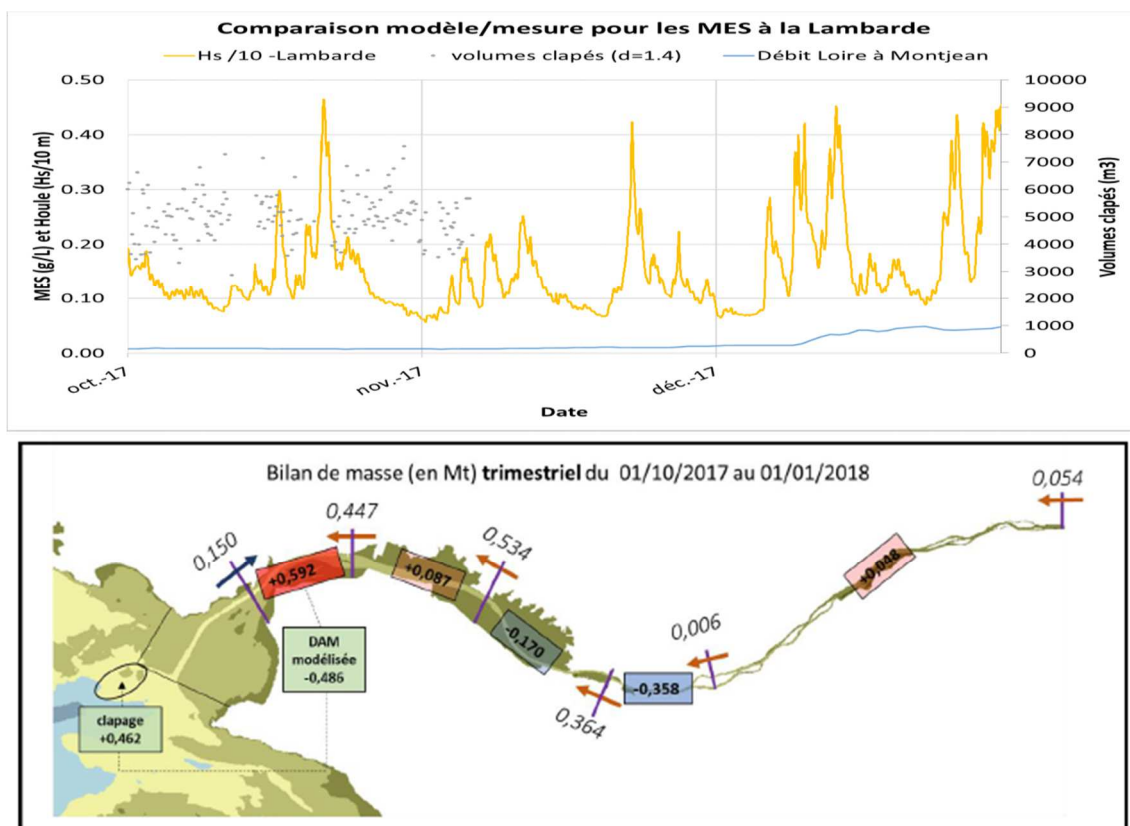 Comparaison modèle/mesure pour les MES à la Lambarde
Hs /10 -Lambarde
volumes clapés (d=1.4)
Débit Loire à Montjean
0.50
0.40
0.30
0.20
0.10
0.00
MES (g/L) et Houle (Hs/10 m)
10000
9000
8000
7000
6000
5000
4000
3000
2000
1000
0
Volumes clapés (m3)
oct.-17
nov.-17
déc.-17
Date
Bilan de masse (en Mt) trimestriel du 01/10/2017 au 01/01/2018
0,054
0,447
0,150
0,534
+0,592
+0,087
+0,048
-0,170
0,006
DAM
modélisée
-0,486
-0,358
0,364
clapage
+0,462